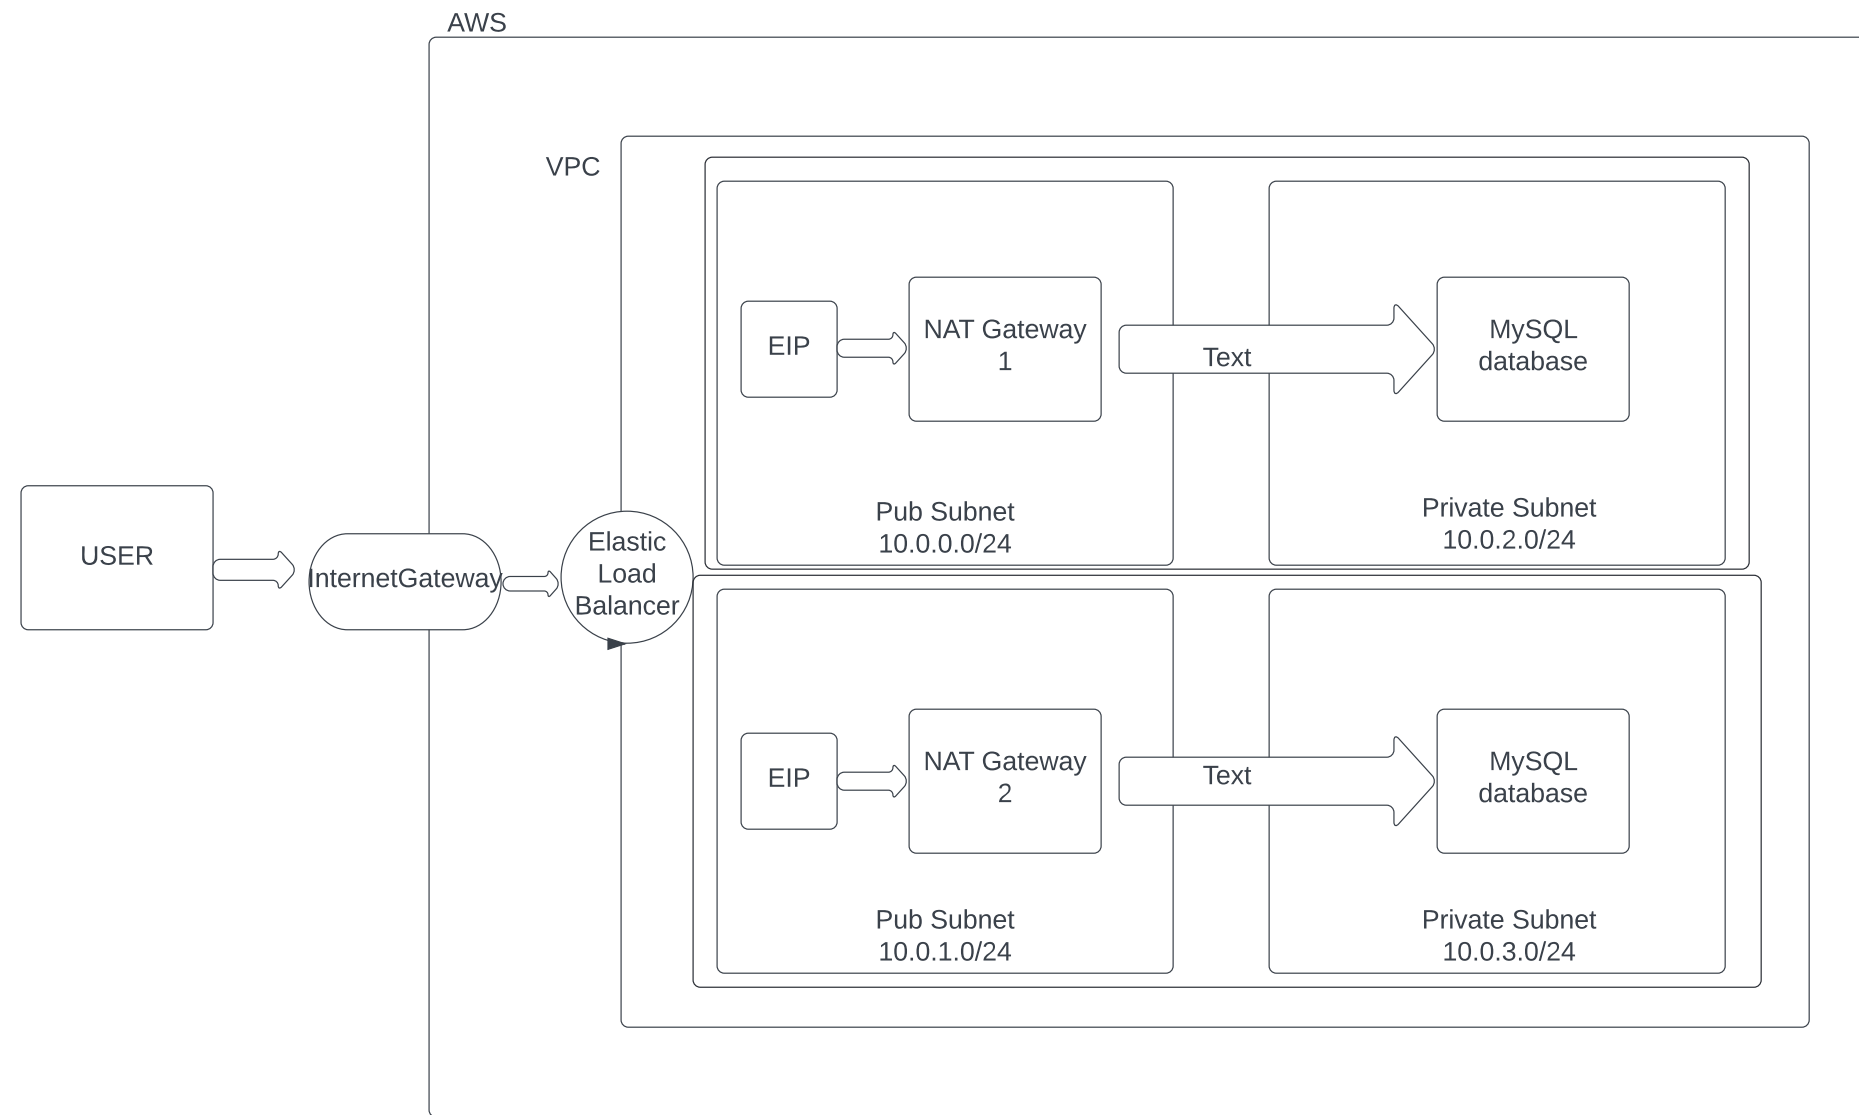 AWS
VPC
USER
InternetGateway
Elastic
Load
Balancer
EIP
NAT Gateway
1
Text
MySQL
database
Pub Subnet
10.0.0.0/24
Private Subnet
10.0.2.0/24
EIP
NAT Gateway
2
Text
MySQL
database
Pub Subnet
10.0.1.0/24
Private Subnet
10.0.3.0/24